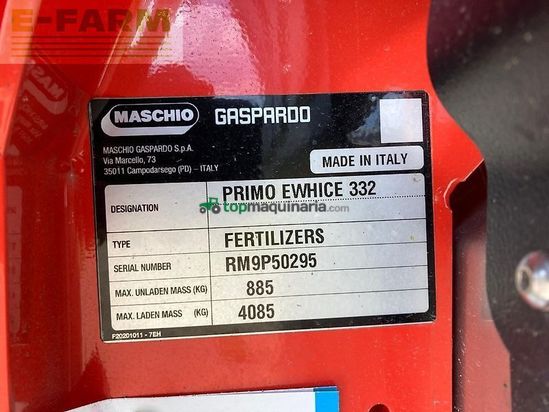 E-FARM
MASCHIO GASPARDO
MASCHIO GASPARDO S.p.A.
Via Marcello, 73
35011 Campodarsego (PD) - ITALY
MADE IN ITALY
DESIGNATION PRIMO EWHICE 332
topmaquinaria.com
TYPE FERTILIZERS
SERIAL NUMBER RM9P50295
MAX. UNLADEN MASS (KG) 885
MAX. LADEN MASS (KG) 4085
F20201011 - 7EH